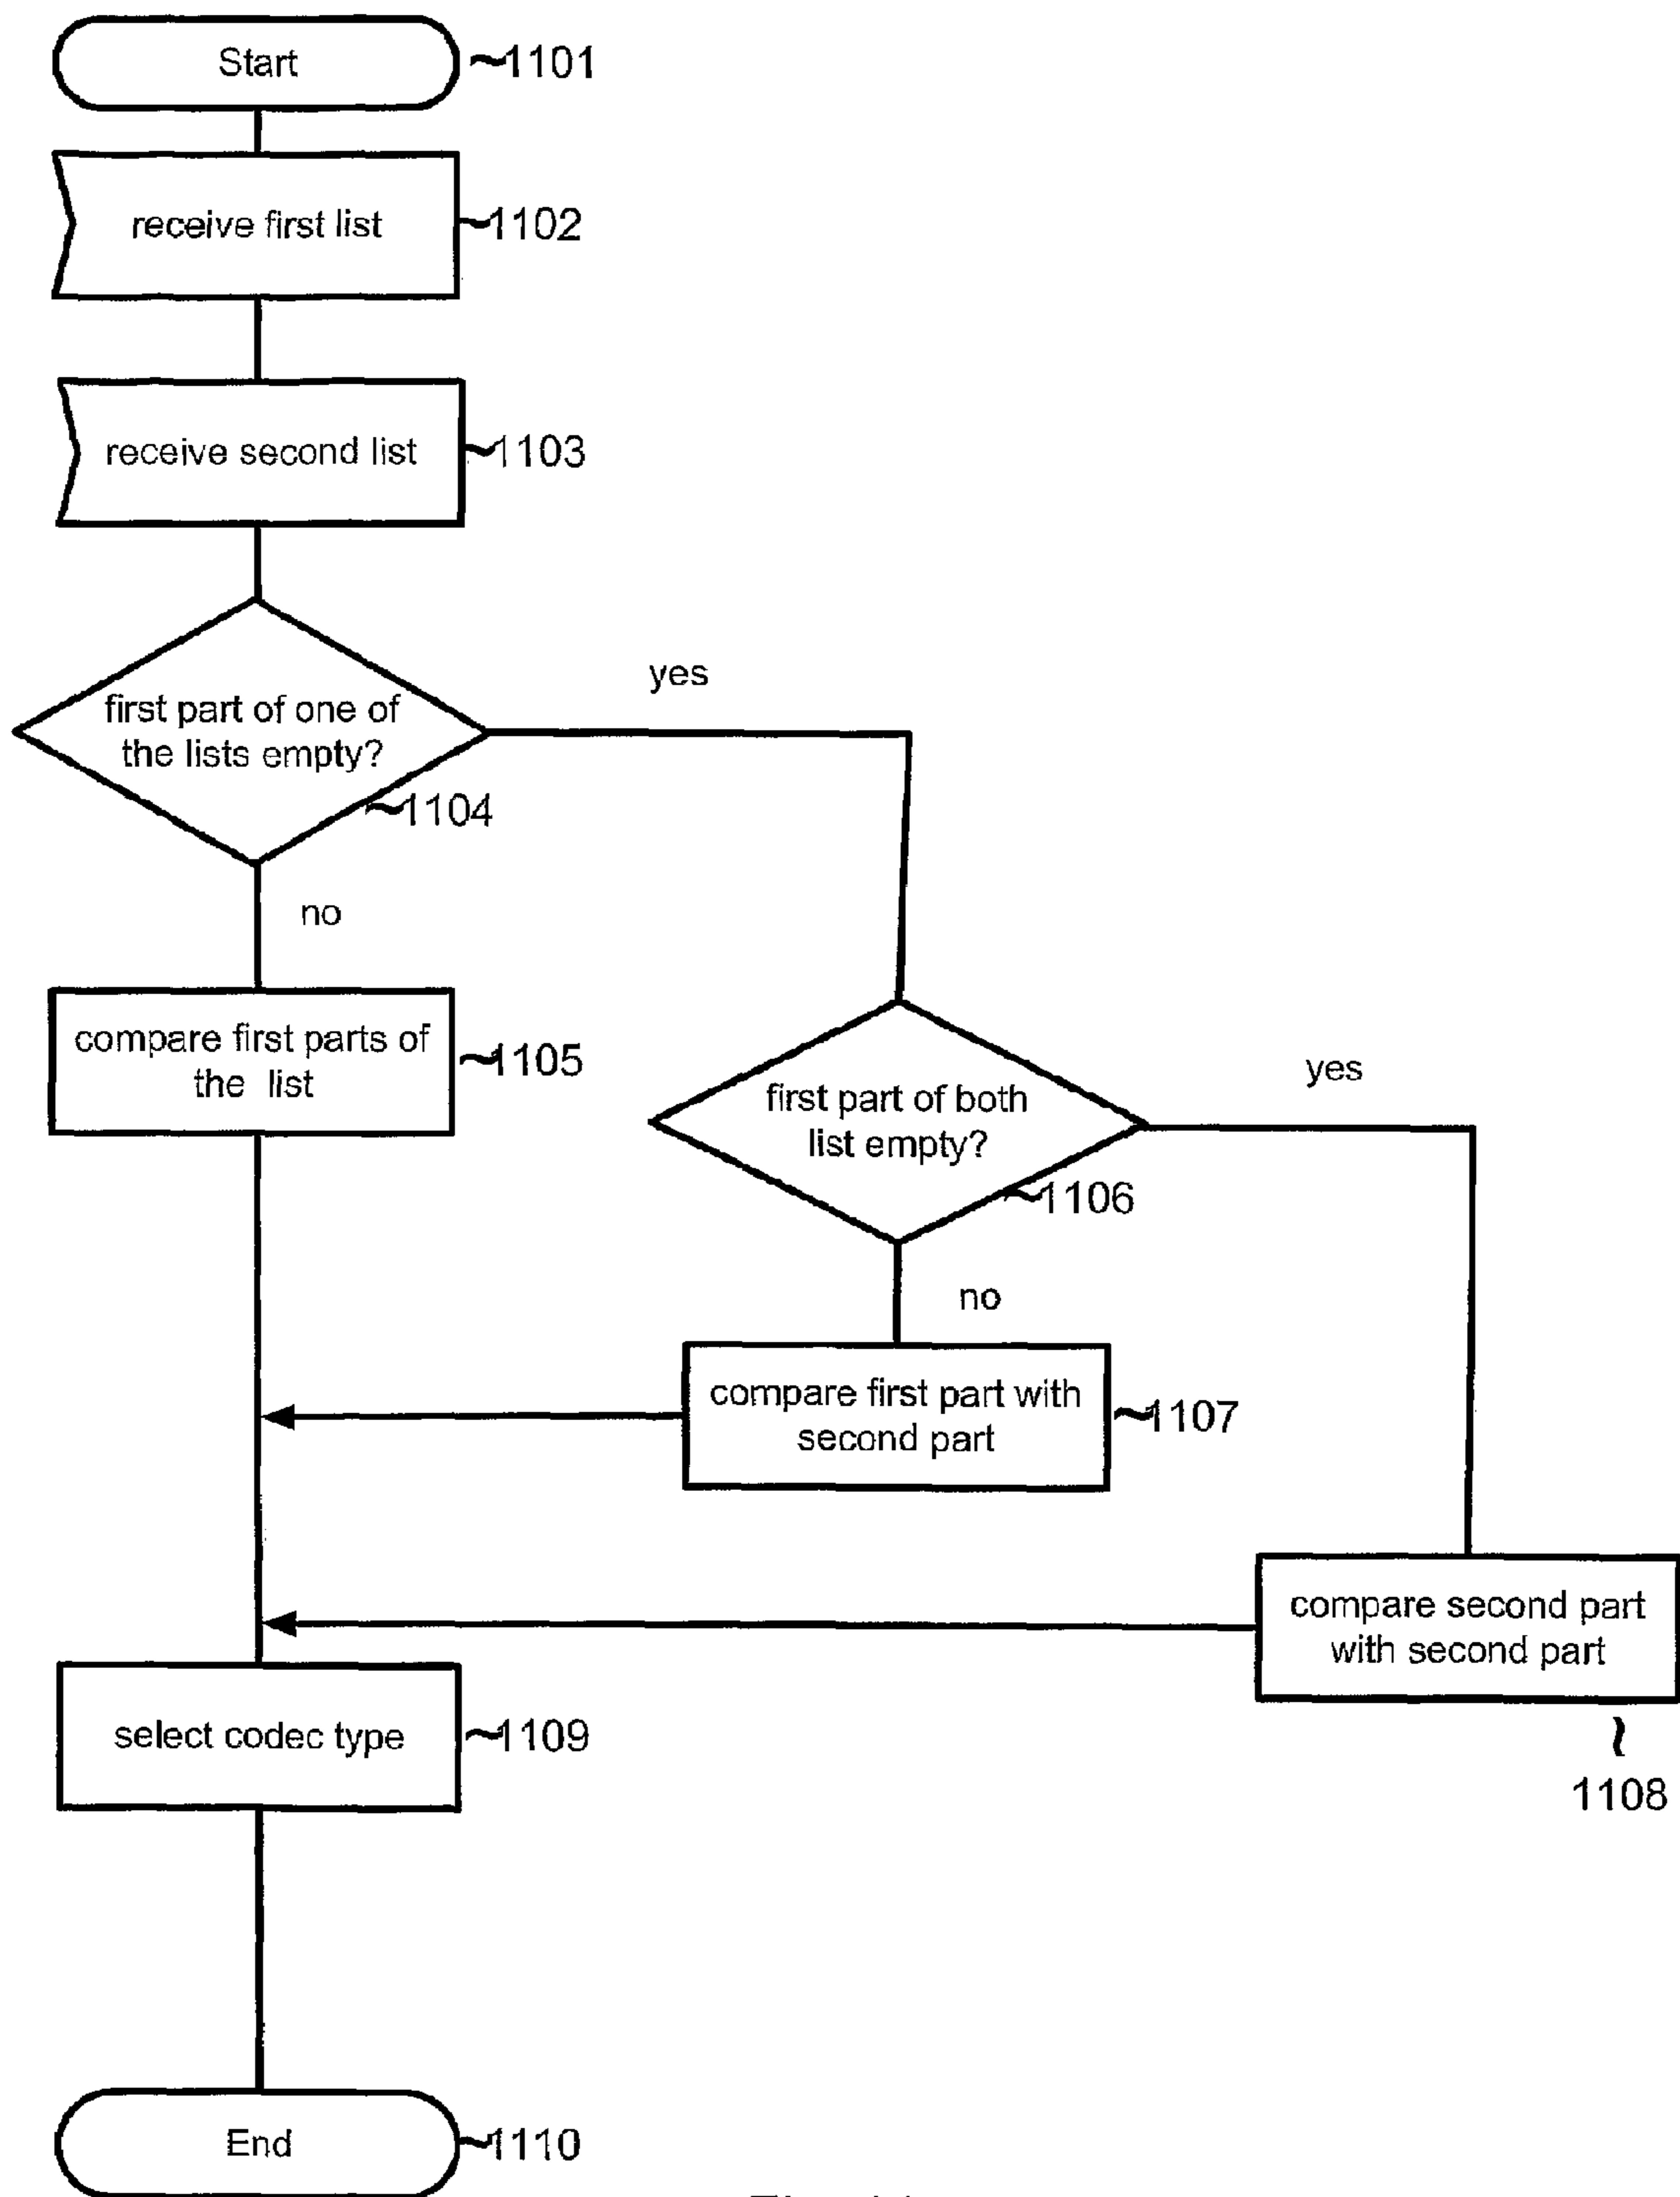 Start
~1101
receive first list
~1102
receive second list
~1103
first part of one of
the lists empty?
~1104
yes
no
compare first parts of
the list
~1105
first part of both
list empty?
~1106
yes
no
compare first part with
second part
~1107
compare second part
with second part
~
1108
select codec type
~1109
End
~1110